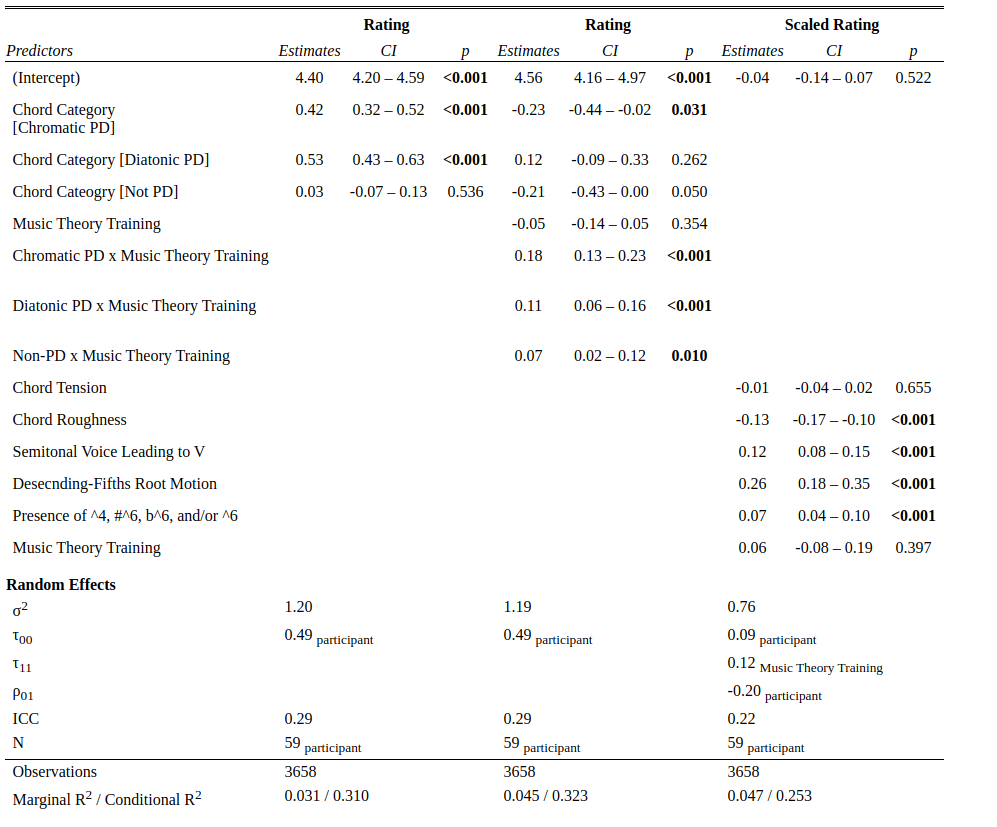 Rating Rating Scaled Rating
Predictors Estimates CI p Estimates CI p Estimates CI p
(Intercept) 4.40 4.20 – 4.59 <0.001 4.56 4.16 – 4.97 <0.001 -0.04 -0.14 – 0.07 0.522
Chord Category 0.42 0.32 – 0.52 <0.001 -0.23 -0.44 – -0.02 0.031
[Chromatic PD]
Chord Category [Diatonic PD] 0.53 0.43 – 0.63 <0.001 0.12 -0.09 – 0.33 0.262
Chord Cateogry [Not PD] 0.03 -0.07 – 0.13 0.536 -0.21 -0.43 – 0.00 0.050
Music Theory Training -0.05 -0.14 – 0.05 0.354
Chromatic PD x Music Theory Training 0.18 0.13 – 0.23 <0.001
Diatonic PD x Music Theory Training 0.11 0.06 – 0.16 <0.001
Non-PD x Music Theory Training 0.07 0.02 – 0.12 0.010
Chord Tension -0.01 -0.04 – 0.02 0.655
Chord Roughness -0.13 -0.17 – -0.10 <0.001
Semitonal Voice Leading to V 0.12 0.08 – 0.15 <0.001
Desecnding-Fifths Root Motion 0.26 0.18 – 0.35 <0.001
Presence of ^4, #^6, b^6, and/or ^6 0.07 0.04 – 0.10 <0.001
Music Theory Training 0.06 -0.08 – 0.19 0.397
Random Effects
σ2 1.20 1.19 0.76
τ00 0.49 participant 0.49 participant 0.09 participant
τ11 0.12 Music Theory Training
ρ01 -0.20 participant
ICC 0.29 0.29 0.22
N 59 participant 59 participant 59 participant
Observations 3658 3658 3658
Marginal R2 / Conditional R2 0.031 / 0.310 0.045 / 0.323 0.047 / 0.253